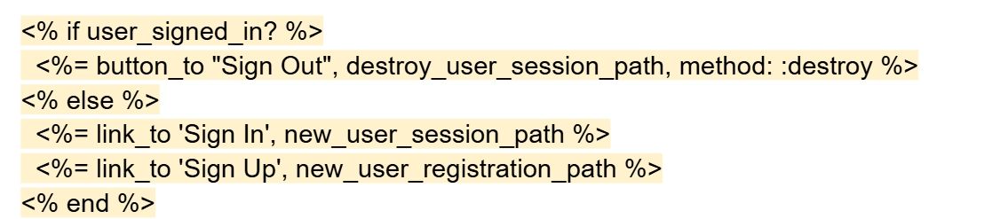 <% if user_signed_in? %>
  <%= button_to "Sign Out", destroy_user_session_path, method: :destroy %>
<% else %>
  <%= link_to 'Sign In', new_user_session_path %>
  <%= link_to 'Sign Up', new_user_registration_path %>
<% end %>